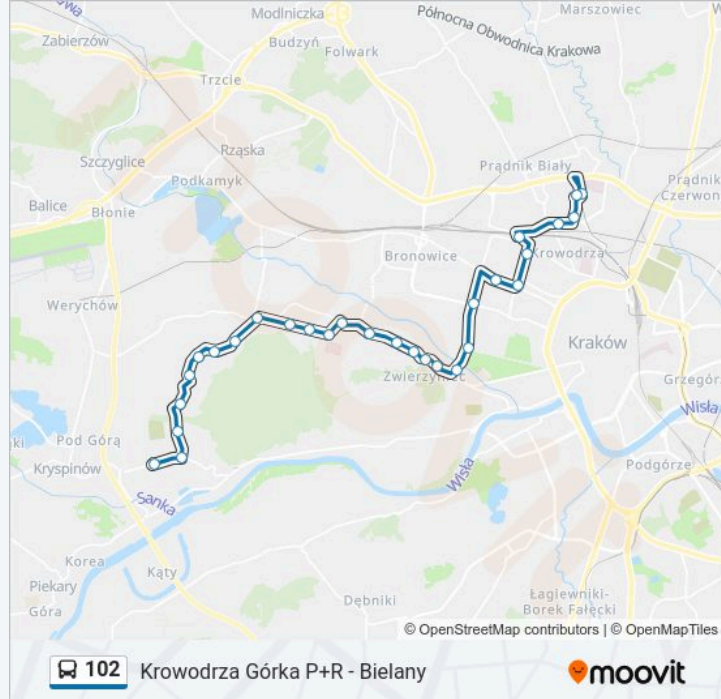 Modlniczka
Marszowiec
Północna Obwodnica Krakowa
Zabierzów
Budzyń
Folwark
Trzcie
Rząska
Szczyglice
Podkamyk
Prądnik Biały
Prądnik
Czerwon
Balice
Błonie
Bronowice
Krowodrza
Werychów
Kraków
Zwierzyniec
Grzegórz
Wisła
Pod Górą
Kryspinów
Podgórze
Wisła
Sanka
Korea
Kąty
Piekary
Góra
Dębniki
Łagiewniki-
Borek Fałęcki
© OpenStreetMap contributors | © OpenMapTiles
102 Krowodrza Górka P+R - Bielany
moovit